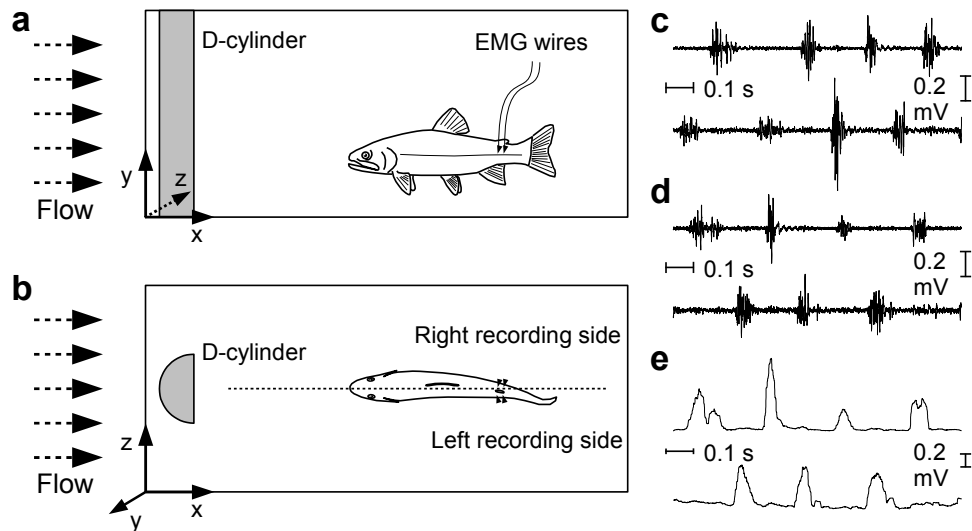 a
D-cylinder
EMG wires
y
z
Flow
x
b
D-cylinder
Right recording side
Left recording side
z
Flow
y
x
c
0.1 s
0.2
mV
d
0.1 s
0.2
mV
e
0.1 s
0.2
mV